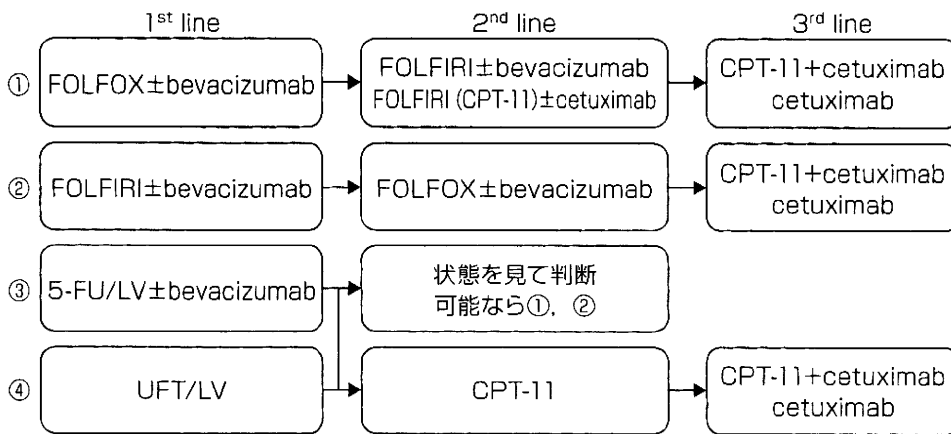 1st line 2nd line 3rd line
① FOLFOX±bevacizumab
FOLFIRI±bevacizumab
FOLFIRI (CPT-11)±cetuximab
CPT-11+cetuximab
cetuximab
② FOLFIRI±bevacizumab
FOLFOX±bevacizumab
CPT-11+cetuximab
cetuximab
③ 5-FU/LV±bevacizumab
状態を見て判断
可能なら①，②
④ UFT/LV
CPT-11
CPT-11+cetuximab
cetuximab